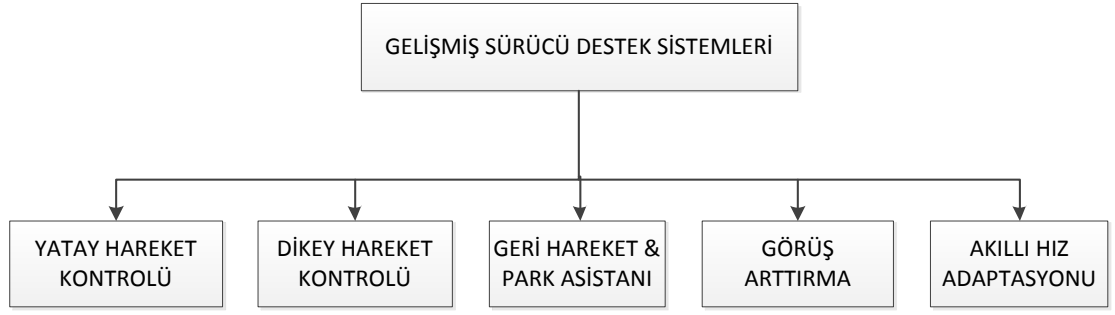 GELİŞMİŞ SÜRÜCÜ DESTEK SİSTEMLERİ
YATAY HAREKET
KONTROLÜ
DİKEY HAREKET
KONTROLÜ
GERİ HAREKET &
PARK ASİSTANI
GÖRÜŞ
ARTTIRMA
AKILLI HIZ
ADAPTASYONU